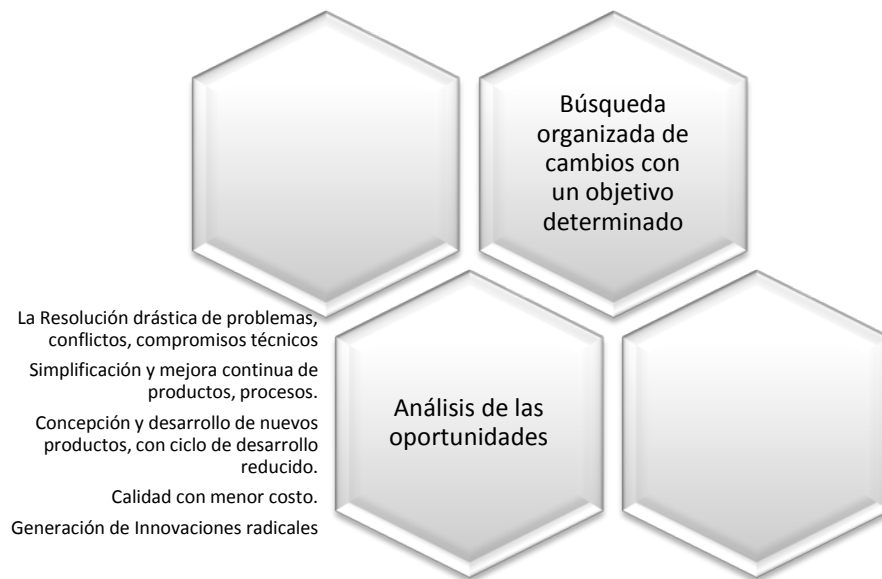 Búsqueda
organizada de
cambios con
un objetivo
determinado
La Resolución drástica de problemas,
conflictos, compromisos técnicos
Simplificación y mejora continua de
productos, procesos.
Concepción y desarrollo de nuevos
productos, con ciclo de desarrollo
reducido.
Calidad con menor costo.
Generación de Innovaciones radicales
Análisis de las
oportunidades